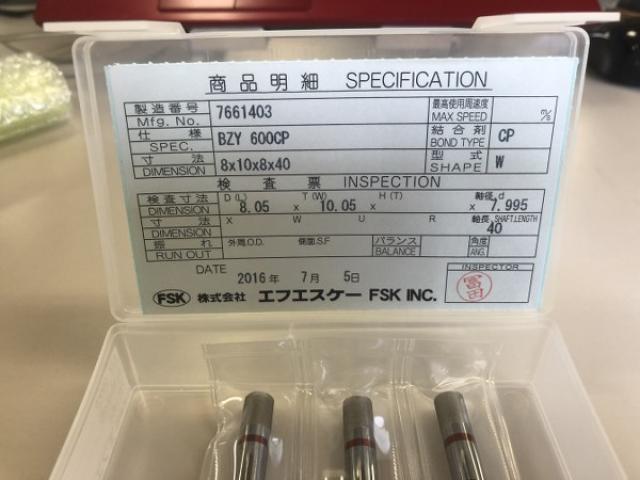 商品明細 SPECIFICATION
製造番号 Mfg. No. 7661403 最高使用周速度 MAX SPEED m/s
仕様 SPEC. BZY 600CP 結合剤 BOND TYPE CP
寸法 DIMENSION 8x10x8x40 型式 SHAPE W
検査票 INSPECTION
検査寸法 DIMENSION D (L) 8.05 x T (W) 10.05 x H (T) x 軸径.d 7.995
寸法 DIMENSION X W U R 軸長.SHAFT.LENGTH 40
振れ RUN OUT 外周.O.D. 側面.S.F バランス BALANCE 角度 ANG.
DATE 2016年 7月 5日 INSPECTOR
冨田
FSK 株式会社 エフエスケー FSK INC.